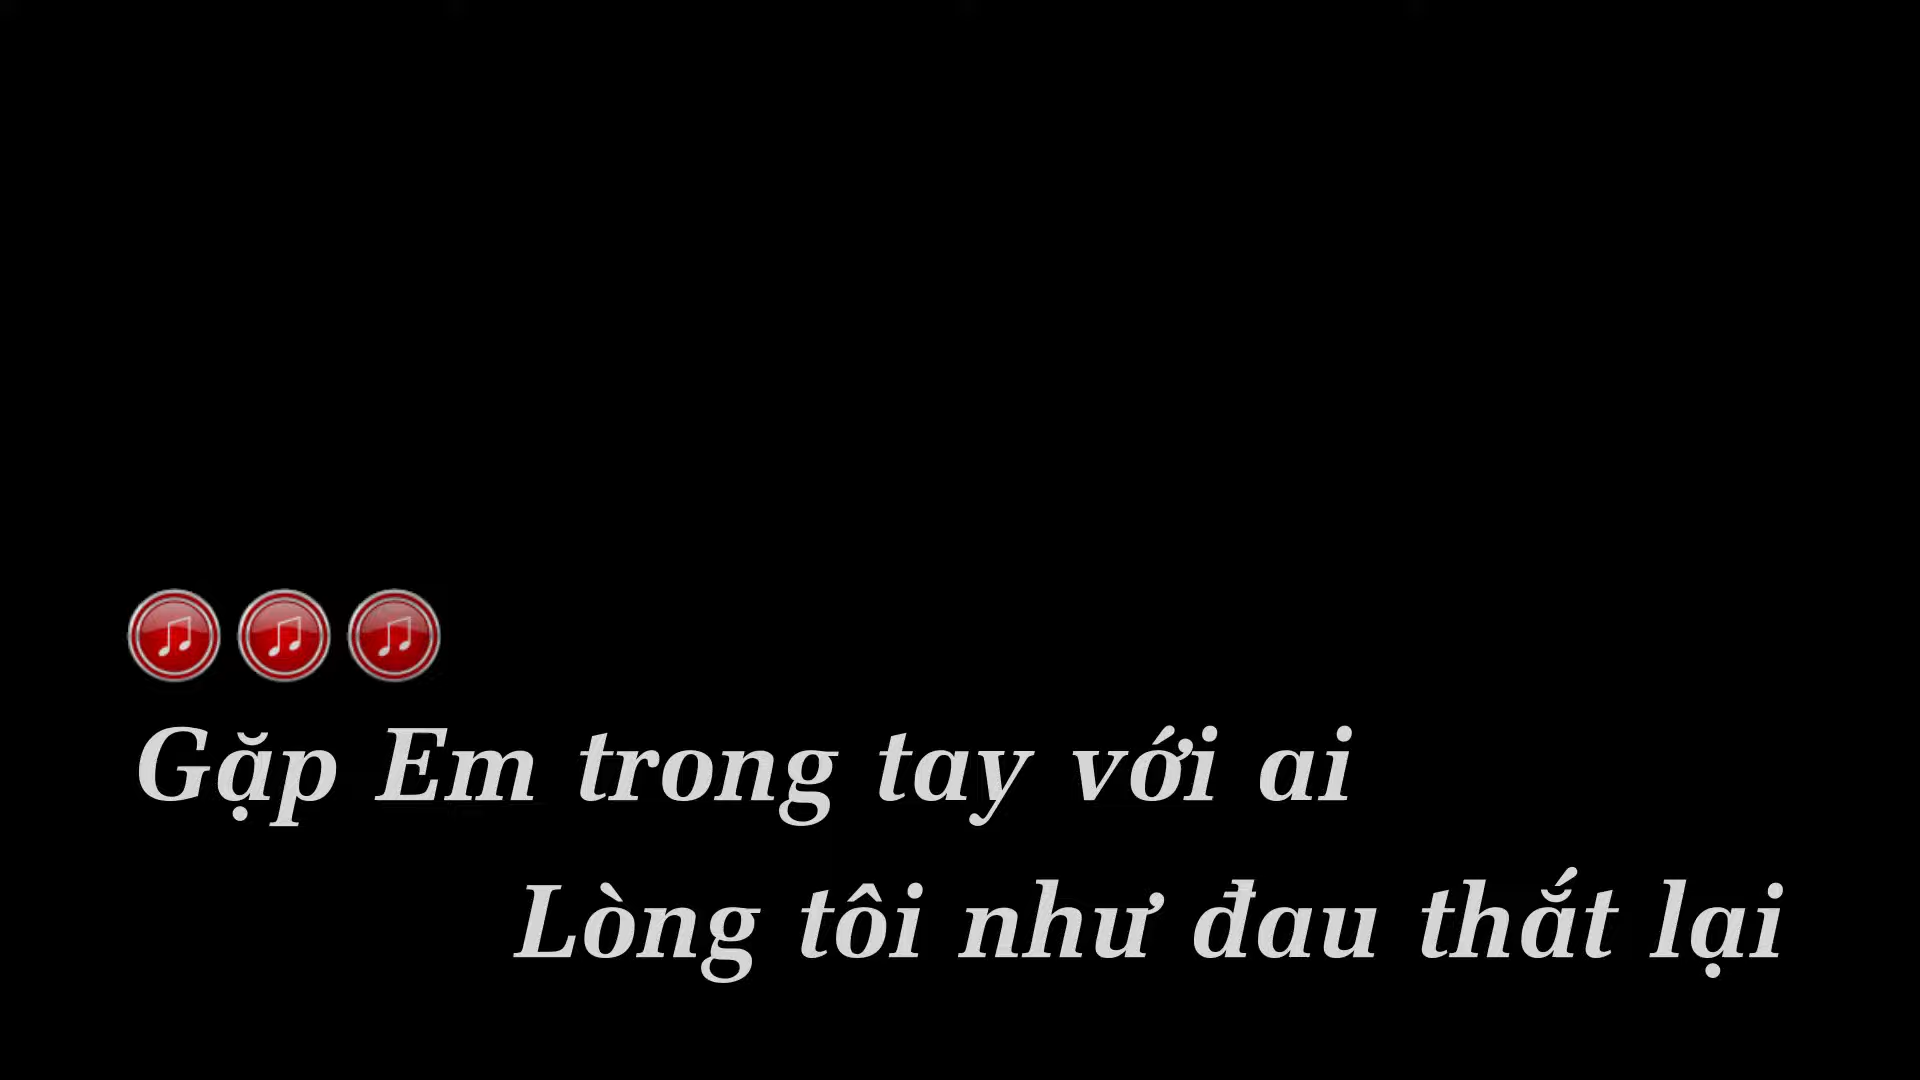 Gặp Em trong tay với ai
Lòng tôi như đau thắt lại